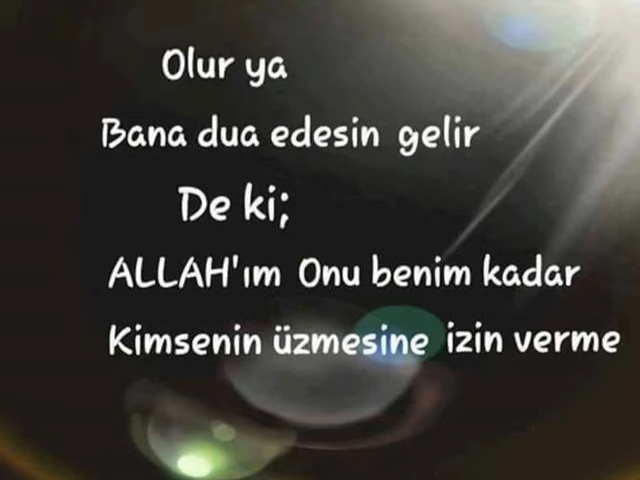 Olur ya
Bana dua edesin gelir
De ki;
ALLAH'ım Onu benim kadar
Kimsenin üzmesine izin verme